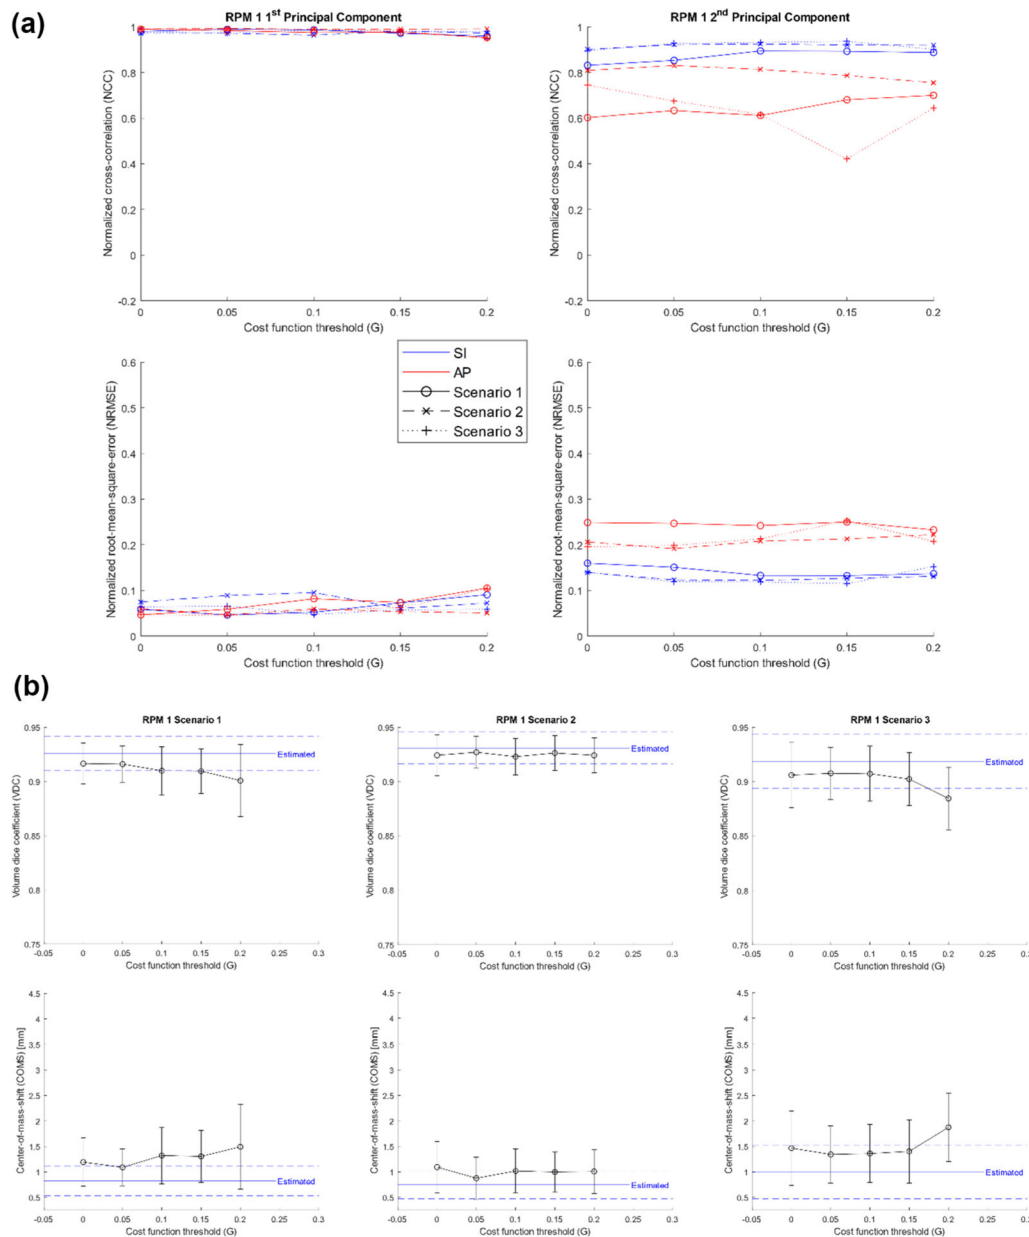 (a)
RPM 1 1st Principal Component
RPM 1 2nd Principal Component
Normalized cross-correlation (NCC)
1
0.8
0.6
0.4
0.2
0
-0.2
0 0.05 0.1 0.15 0.2
Cost function threshold (G)
Normalized cross-correlation (NCC)
1
0.8
0.6
0.4
0.2
0
-0.2
0 0.05 0.1 0.15 0.2
Cost function threshold (G)
SI
AP
Scenario 1
Scenario 2
Scenario 3
Normalized root-mean-square-error (NRMSE)
0.6
0.5
0.4
0.3
0.2
0.1
0
0 0.05 0.1 0.15 0.2
Cost function threshold (G)
Normalized root-mean-square-error (NRMSE)
0.6
0.5
0.4
0.3
0.2
0.1
0
0 0.05 0.1 0.15 0.2
Cost function threshold (G)
(b)
RPM 1 Scenario 1
Volume dice coefficient (VDC)
0.95
0.9
0.85
0.8
0.75
Estimated
-0.05 0 0.05 0.1 0.15 0.2 0.25 0.3
Cost function threshold (G)
RPM 1 Scenario 2
Volume dice coefficient (VDC)
0.95
0.9
0.85
0.8
0.75
Estimated
-0.05 0 0.05 0.1 0.15 0.2 0.25 0.3
Cost function threshold (G)
RPM 1 Scenario 3
Volume dice coefficient (VDC)
0.95
0.9
0.85
0.8
0.75
Estimated
-0.05 0 0.05 0.1 0.15 0.2 0.25 0.3
Cost function threshold (G)
Center-of-mass-shift (COMS) [mm]
4.5
4
3.5
3
2.5
2
1.5
1
0.5
Estimated
-0.05 0 0.05 0.1 0.15 0.2 0.25 0.3
Cost function threshold (G)
Center-of-mass-shift (COMS) [mm]
4.5
4
3.5
3
2.5
2
1.5
1
0.5
Estimated
-0.05 0 0.05 0.1 0.15 0.2 0.25 0.3
Cost function threshold (G)
Center-of-mass-shift (COMS) [mm]
4.5
4
3.5
3
2.5
2
1.5
1
0.5
Estimated
-0.05 0 0.05 0.1 0.15 0.2 0.25 0.3
Cost function threshold (G)